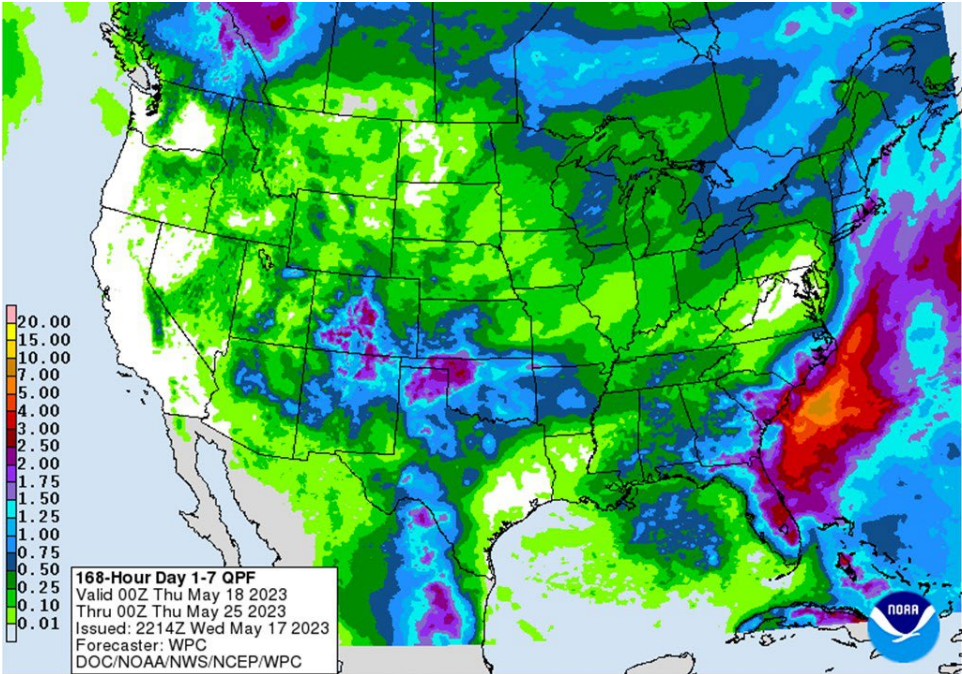 20.00
15.00
10.00
7.00
5.00
4.00
3.00
2.50
2.00
1.75
1.50
1.25
1.00
0.75
0.50
0.25
0.10
0.01
168-Hour Day 1-7 QPF
Valid 00Z Thu May 18 2023
Thru 00Z Thu May 25 2023
Issued: 2214Z Wed May 17 2023
Forecaster: WPC
DOC/NOAA/NWS/NCEP/WPC
NOAA